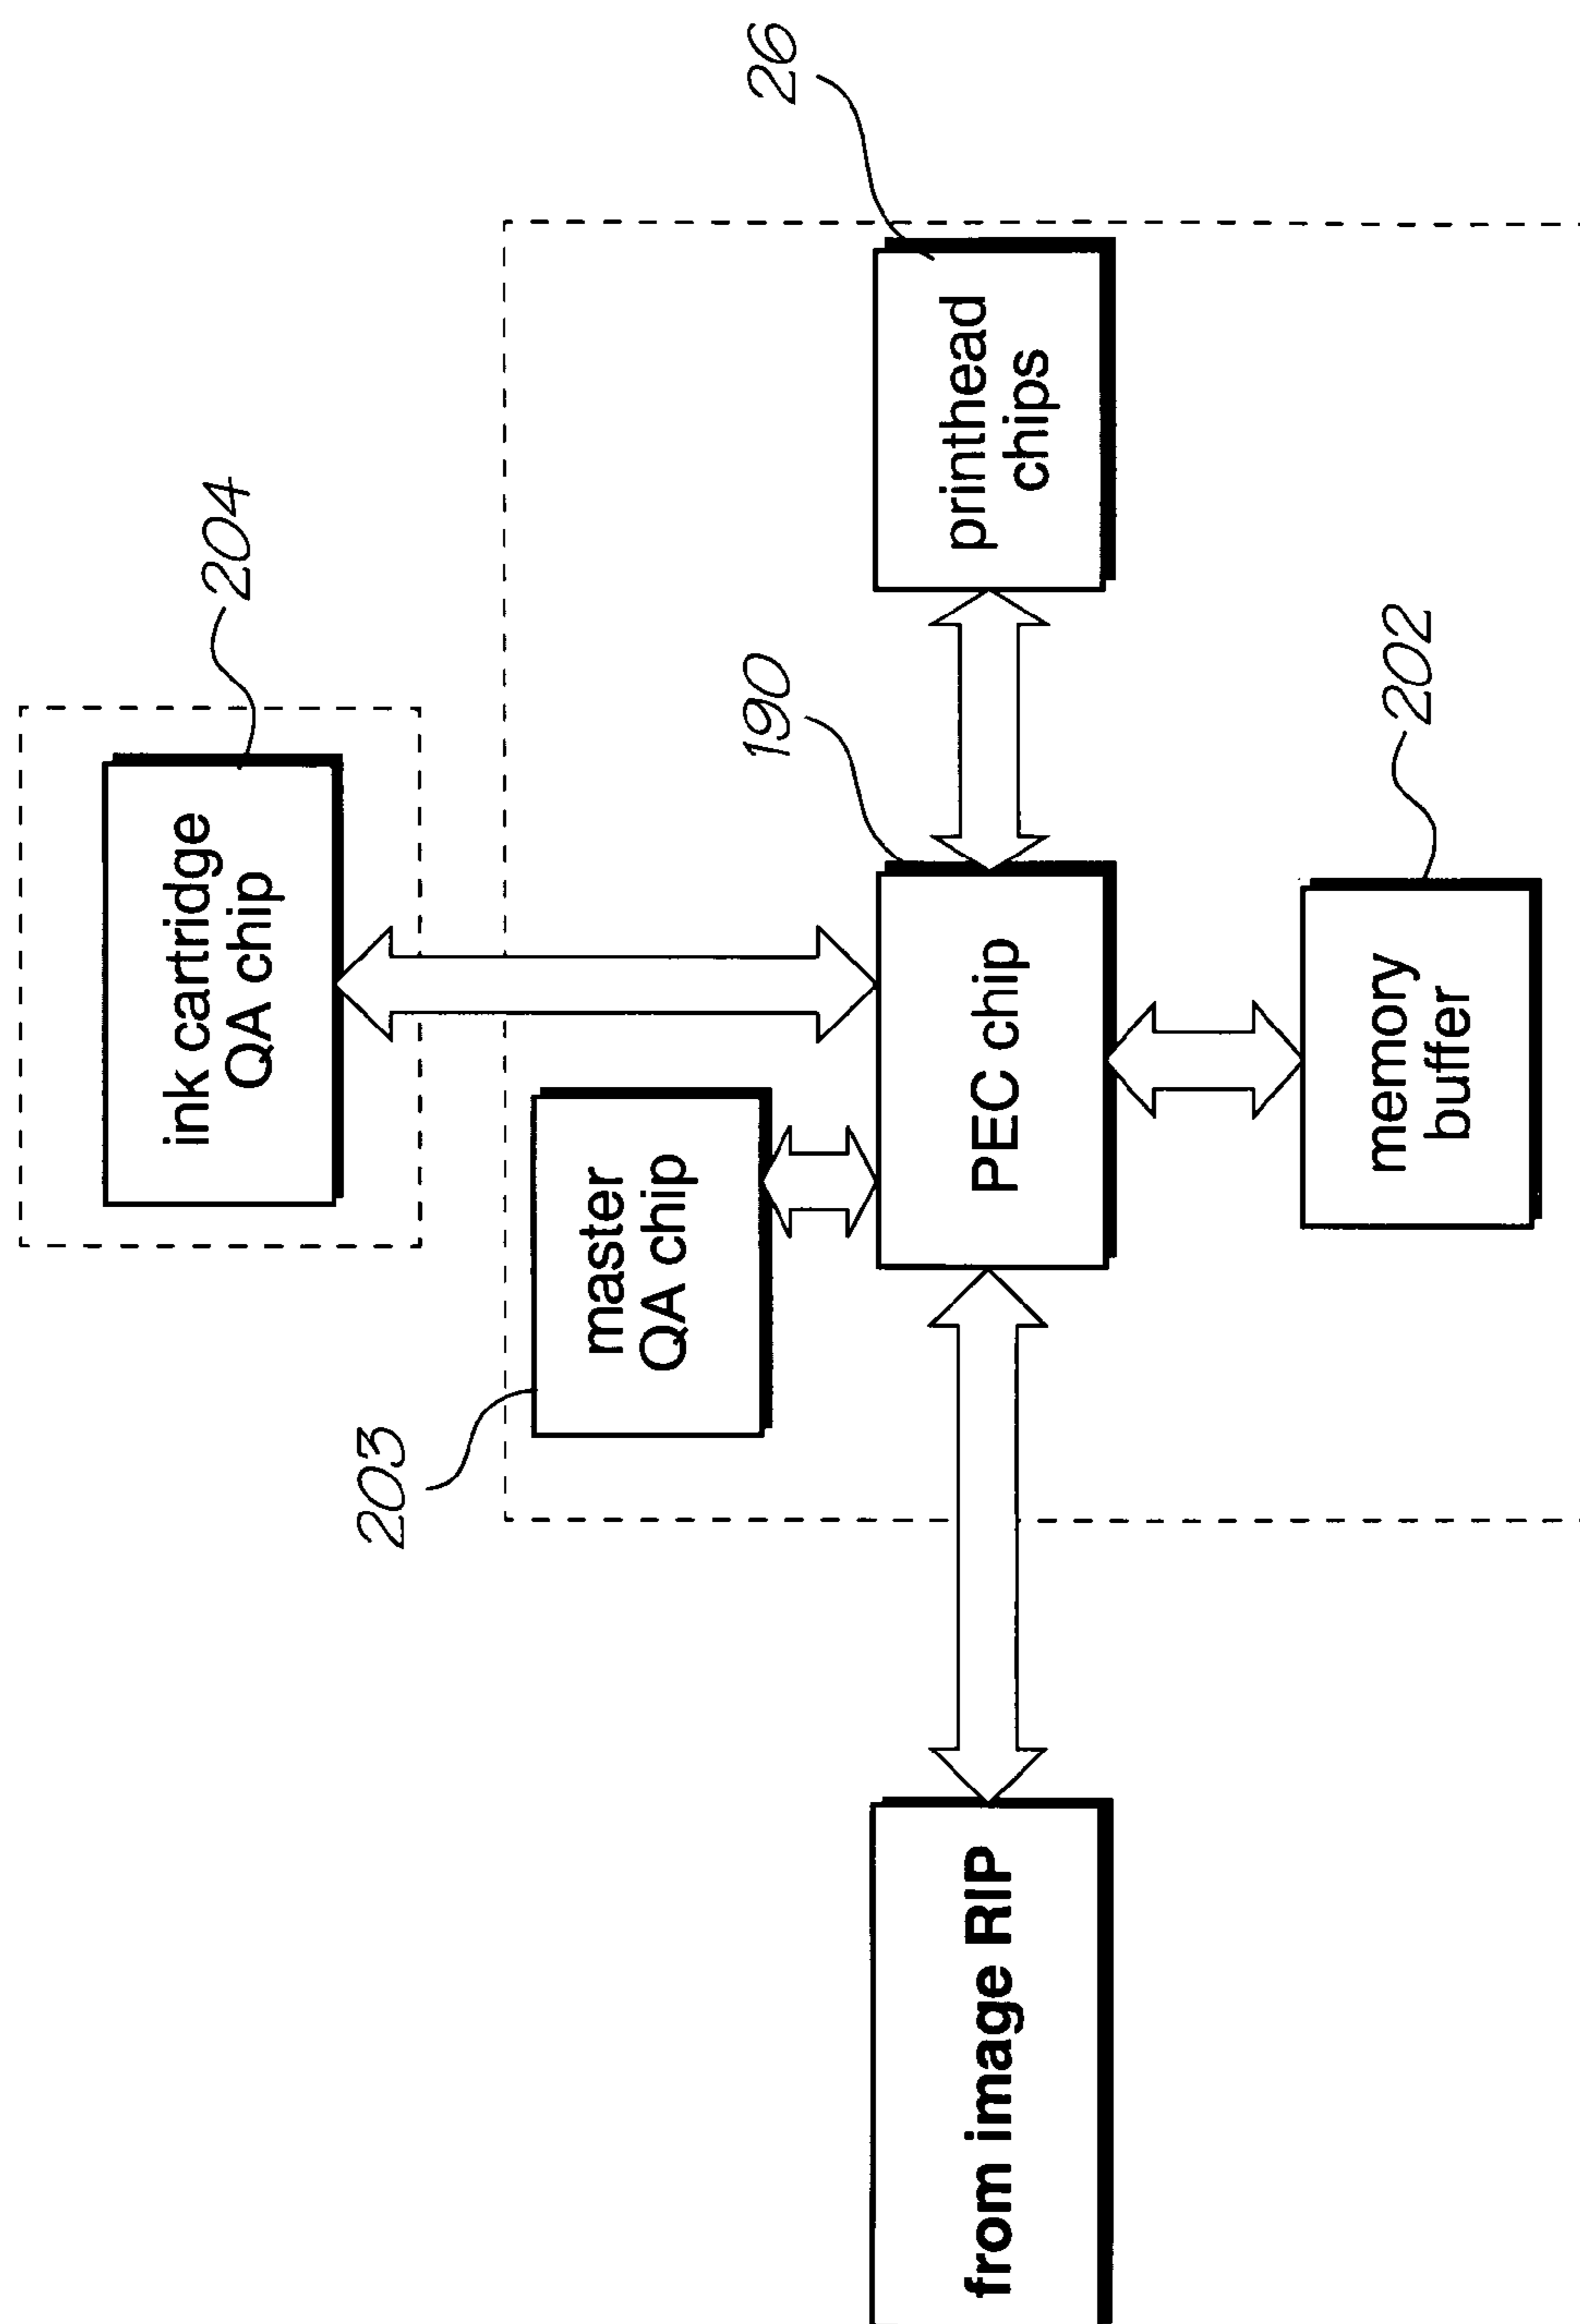 204
ink cartridge
QA chip
203
master
QA chip
190
26
from image RIP
PEC chip
printhead
chips
202
memory
buffer